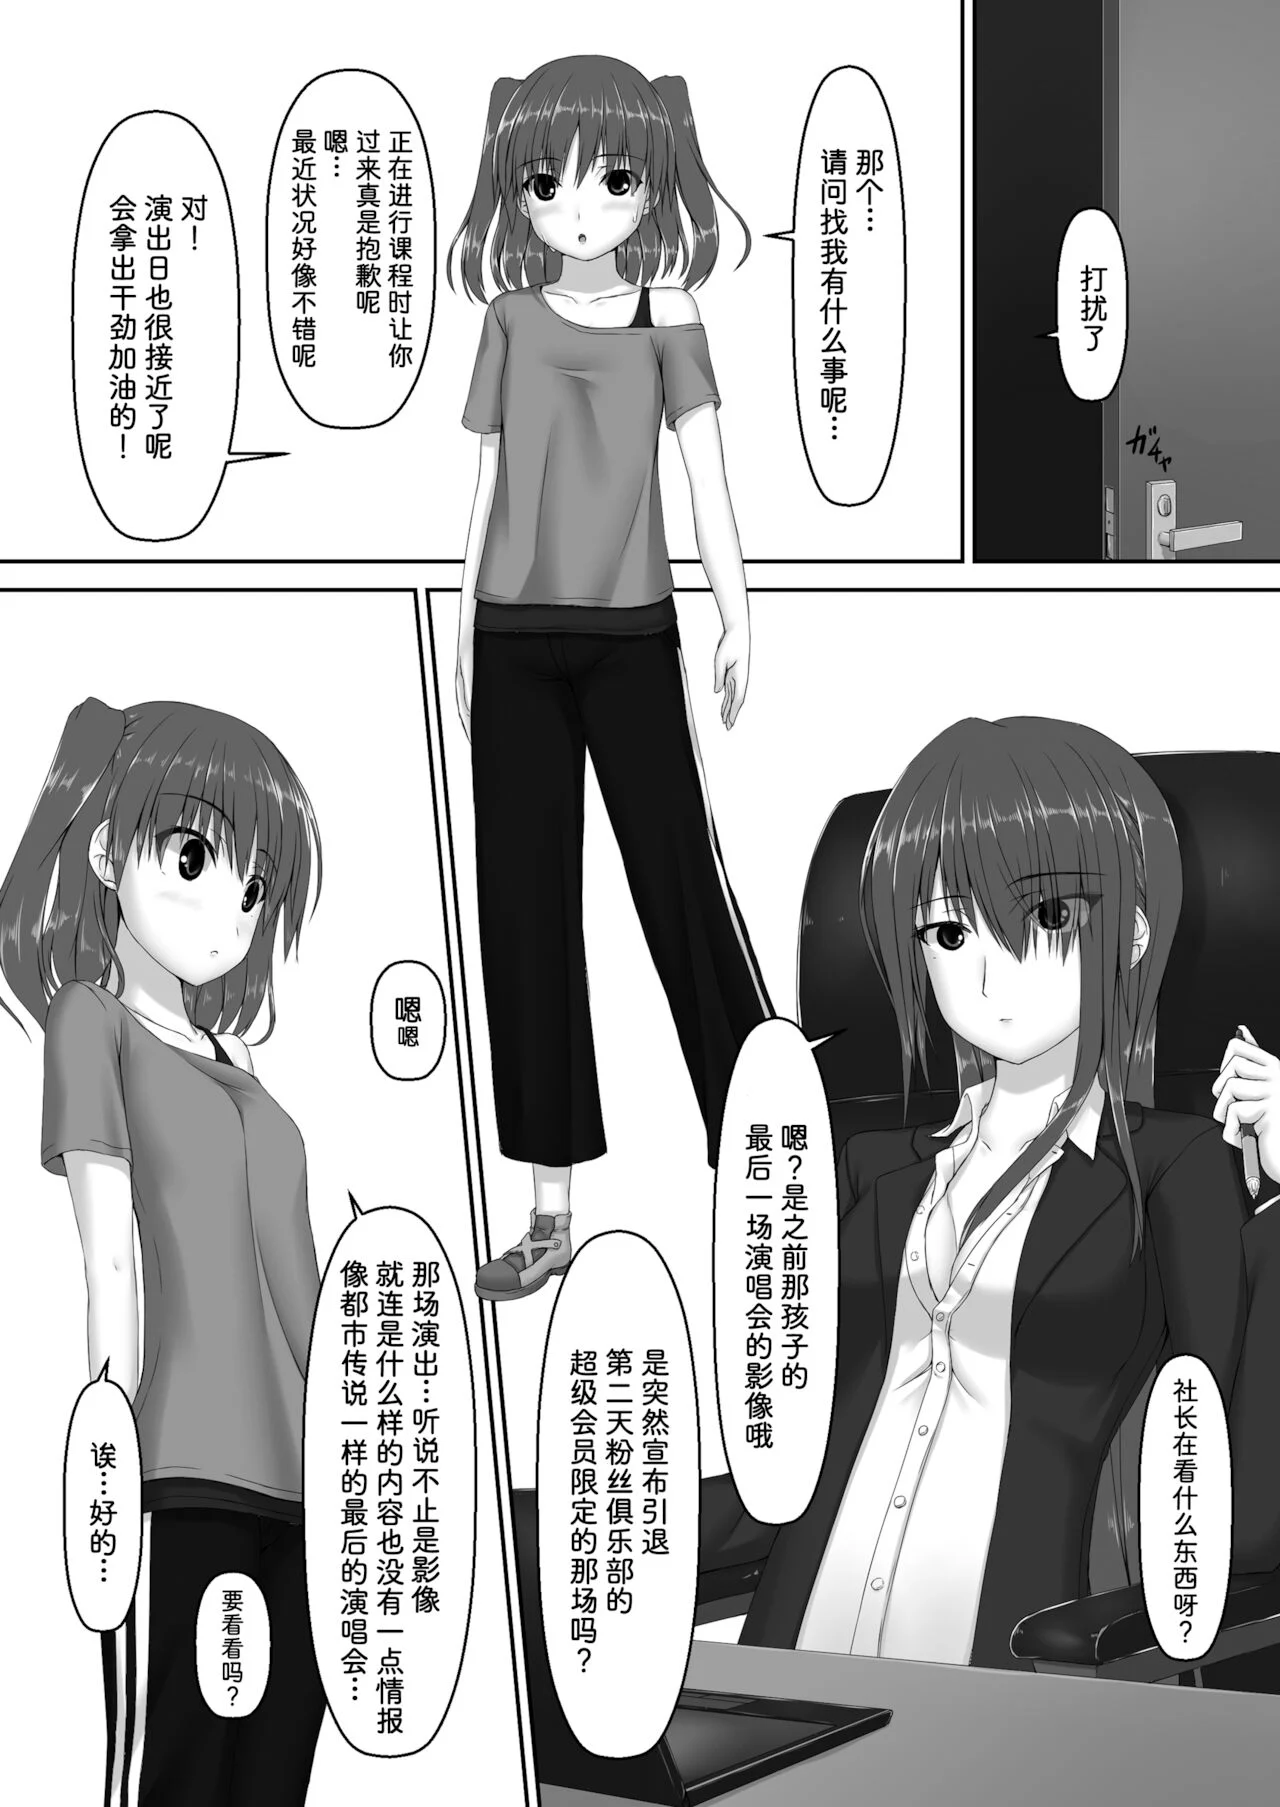 打扰了
ガチャ
那个…
请问找我有什么事呢…
正在进行课程时让你
过来真是抱歉呢
嗯…
最近状况好像不错呢
对！
演出日也很接近了呢
会拿出干劲加油的！
社长在看什么东西呀？
嗯？是之前那孩子的
最后一场演唱会的影像哦
是突然宣布引退
第二天粉丝俱乐部的
超级会员限定的那场吗？
嗯
嗯
那场演出…听说不止是影像
就连是什么样的内容也没有一点情报
像都市传说一样的最后的演唱会…
要看看吗？
诶…好的…